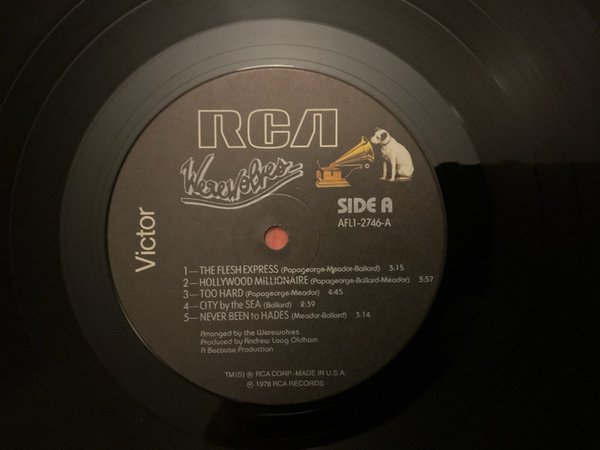 RCA
Werewolves
Victor
SIDE A
AFL1-2746-A
1—THE FLESH EXPRESS (Papageorge-Meador-Ballard) 3:15
2—HOLLYWOOD MILLIONAIRE (Papageorge-Ballard-Meador) 3:57
3—TOO HARD (Papageorge-Meador) 4:45
4—CITY by the SEA (Ballard) 2:39
5—NEVER BEEN to HADES (Meador-Ballard) 3:14
Arranged by the Werewolves
Produced by Andrew Loog Oldham
A Because Production
TM(S) ® RCA CORP.-MADE IN U.S.A.
℗ 1978 RCA RECORDS